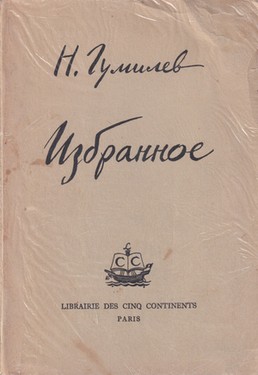 Н. Гумилев
Избранное
C C
LIBRAIRIE DES CINQ CONTINENTS
PARIS